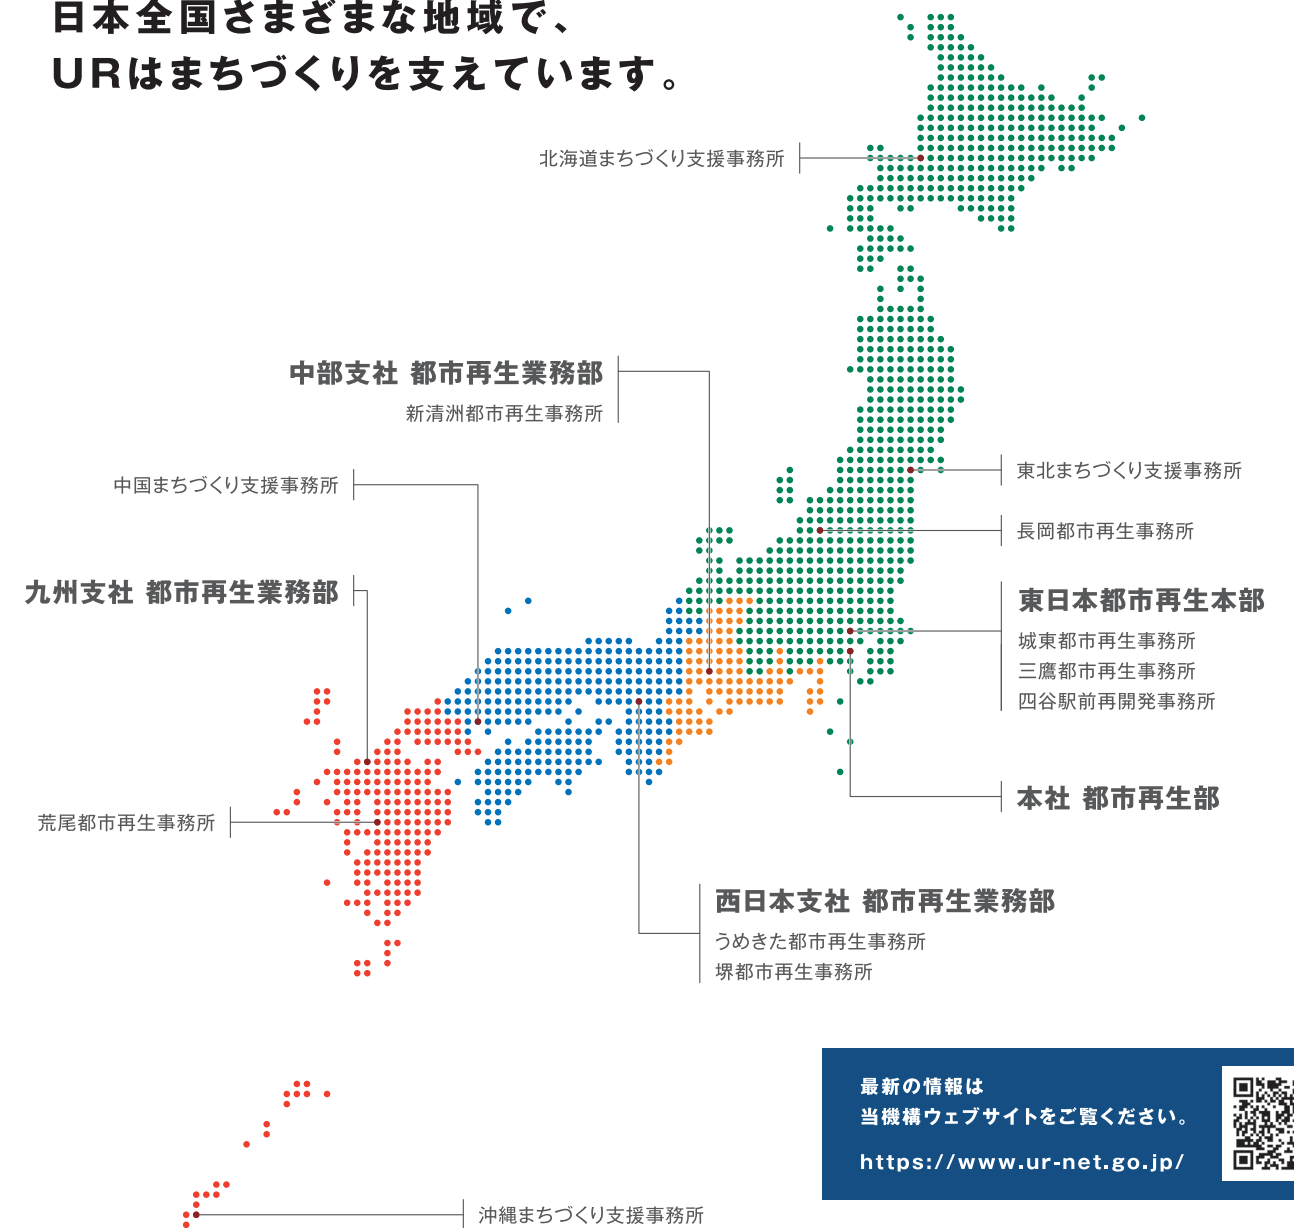 日本全国さまざまな地域で、
URはまちづくりを支えています。
北海道まちづくり支援事務所
中部支社 都市再生業務部
新清洲都市再生事務所
中国まちづくり支援事務所
九州支社 都市再生業務部
東北まちづくり支援事務所
長岡都市再生事務所
東日本都市再生本部
城東都市再生事務所
三鷹都市再生事務所
四谷駅前再開発事務所
本社 都市再生部
荒尾都市再生事務所
西日本支社 都市再生業務部
うめきた都市再生事務所
堺都市再生事務所
最新の情報は
当機構ウェブサイトをご覧ください。
https://www.ur-net.go.jp/
沖縄まちづくり支援事務所